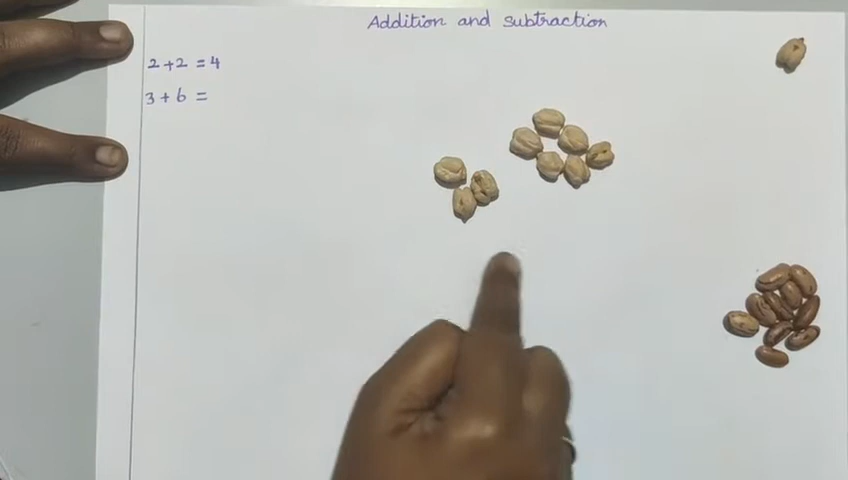 Addition and subtraction
2+2 = 4
3+6 =